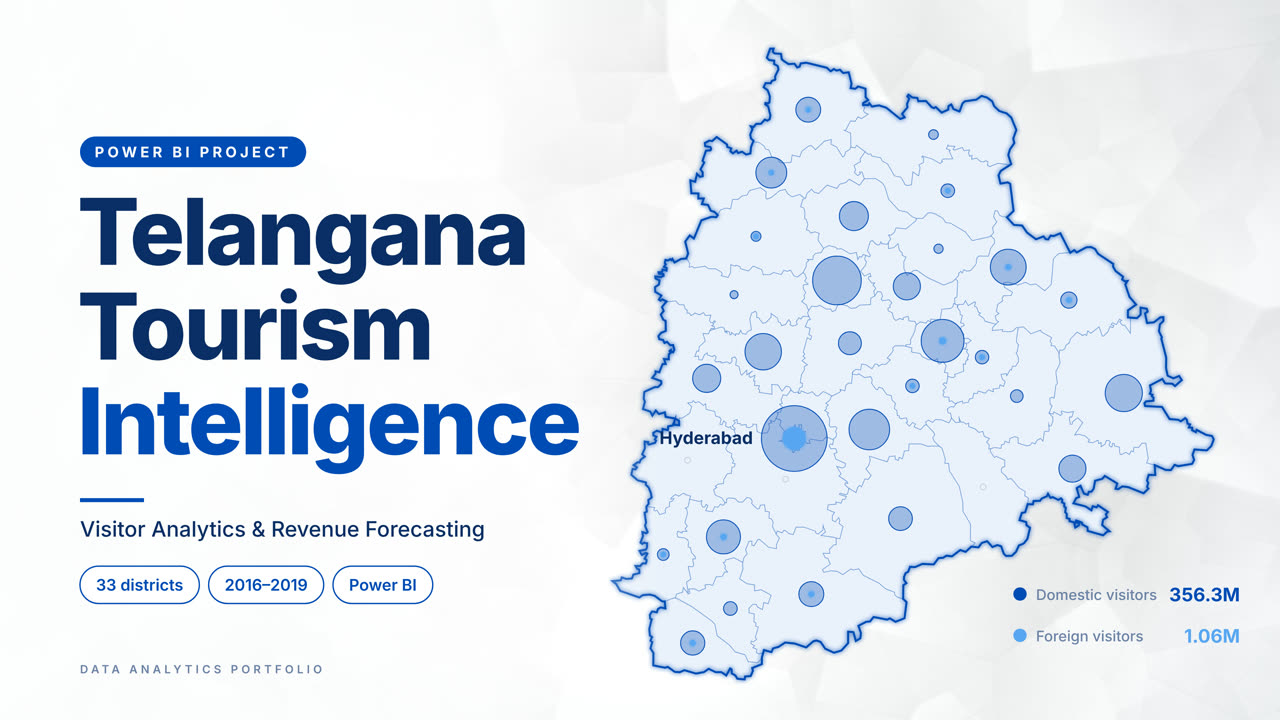 POWER BI PROJECT
Telangana
Tourism
Intelligence
Visitor Analytics & Revenue Forecasting
33 districts
2016–2019
Power BI
DATA ANALYTICS PORTFOLIO
Hyderabad
Domestic visitors 356.3M
Foreign visitors 1.06M